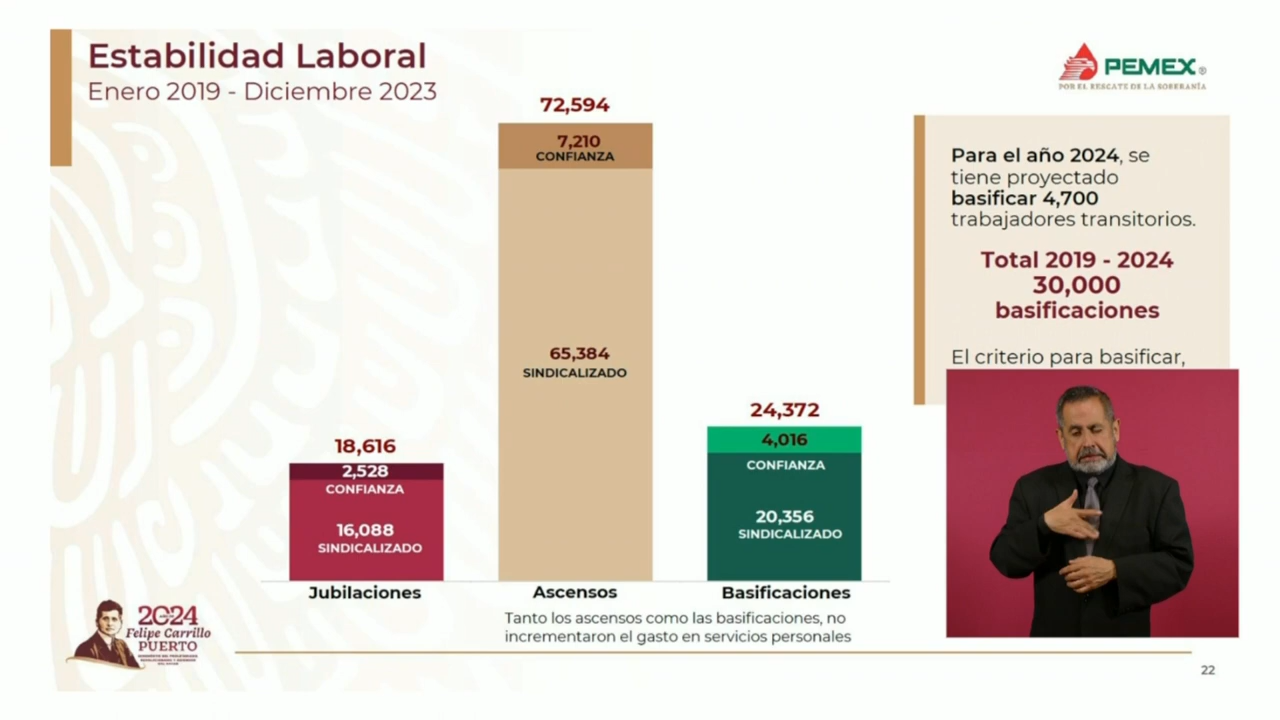 Estabilidad Laboral
Enero 2019 - Diciembre 2023
PEMEX®
POR EL RESCATE DE LA SOBERANÍA
72,594
7,210
CONFIANZA
65,384
SINDICALIZADO
18,616
2,528
CONFIANZA
16,088
SINDICALIZADO
24,372
4,016
CONFIANZA
20,356
SINDICALIZADO
Jubilaciones
Ascensos
Basificaciones
Tanto los ascensos como las basificaciones, no
incrementaron el gasto en servicios personales
Para el año 2024, se
tiene proyectado
basificar 4,700
trabajadores transitorios.
Total 2019 - 2024
30,000
basificaciones
El criterio para basificar,
2024
Felipe Carrillo
PUERTO
22